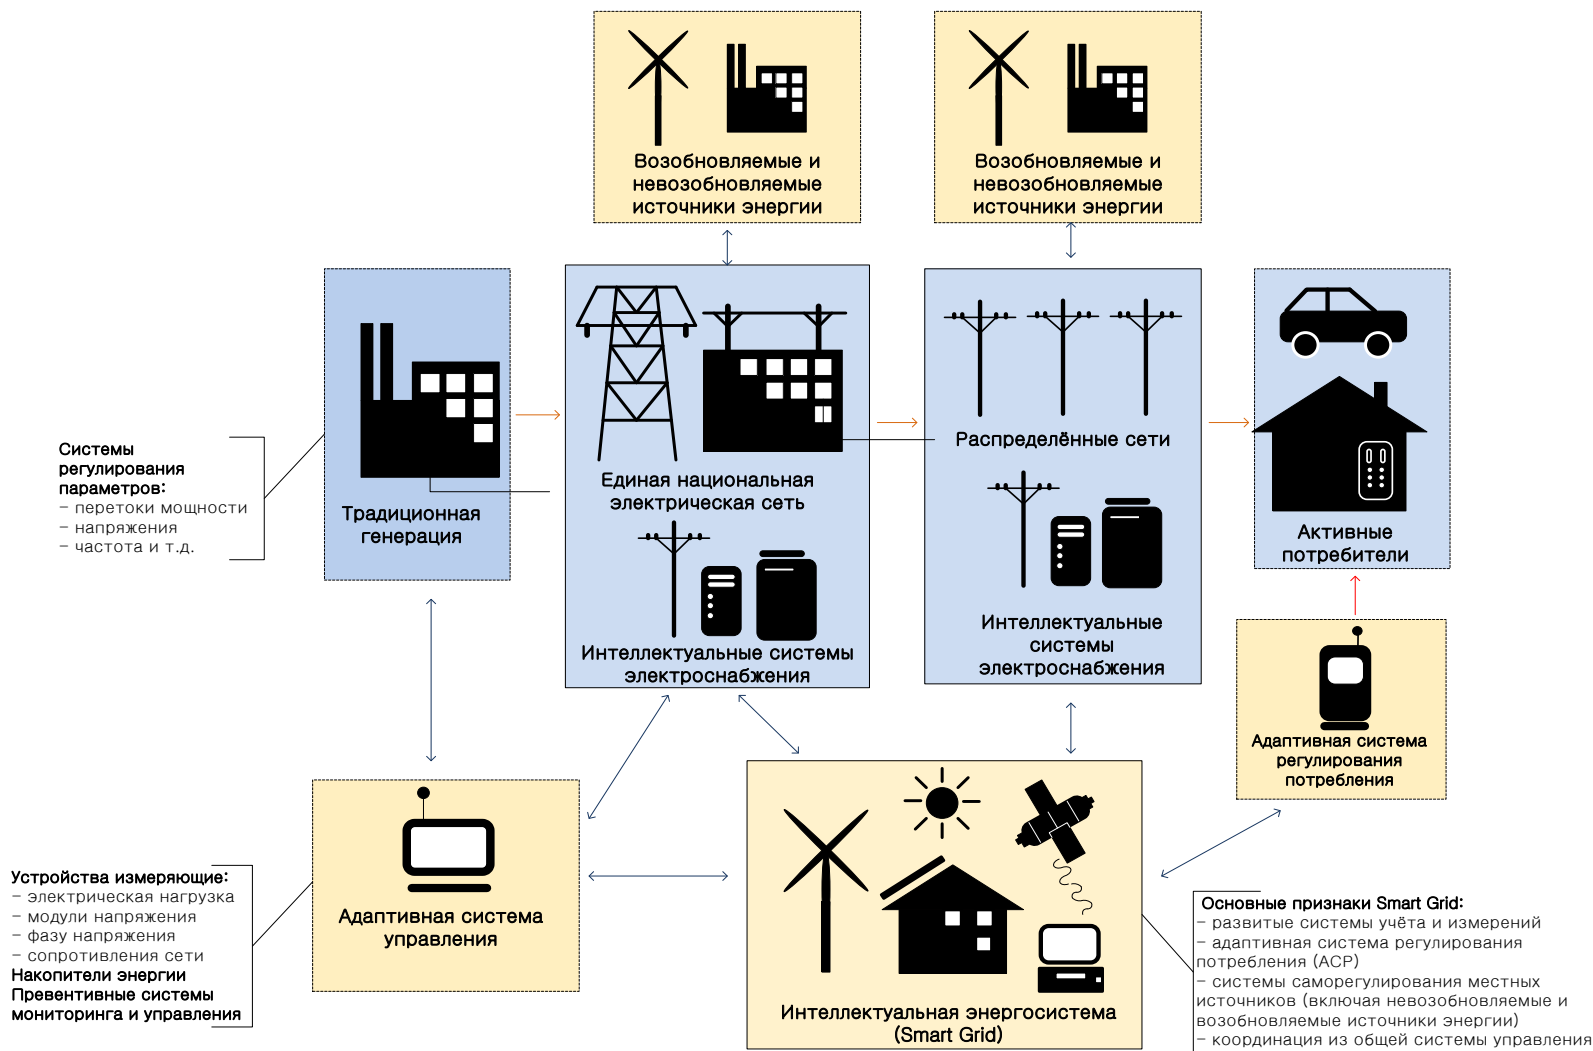 Возобновляемые и
невозобновляемые
источники энергии
Возобновляемые и
невозобновляемые
источники энергии
Системы
регулирования
параметров:
- перетоки мощности
- напряжения
- частота и т.д.
Традиционная
генерация
Единая национальная
электрическая сеть
Интеллектуальные системы
электроснабжения
Распределённые сети
Интеллектуальные
системы
электроснабжения
Активные
потребители
Адаптивная система
регулирования
потребления
Устройства измеряющие:
- электрическая нагрузка
- модули напряжения
- фазу напряжения
- сопротивления сети
Накопители энергии
Превентивные системы
мониторинга и управления
Адаптивная система
управления
Интеллектуальная энергосистема
(Smart Grid)
Основные признаки Smart Grid:
- развитые системы учёта и измерений
- адаптивная система регулирования
потребления (АСР)
- системы саморегулирования местных
источников (включая невозобновляемые и
возобновляемые источники энергии)
- координация из общей системы управления